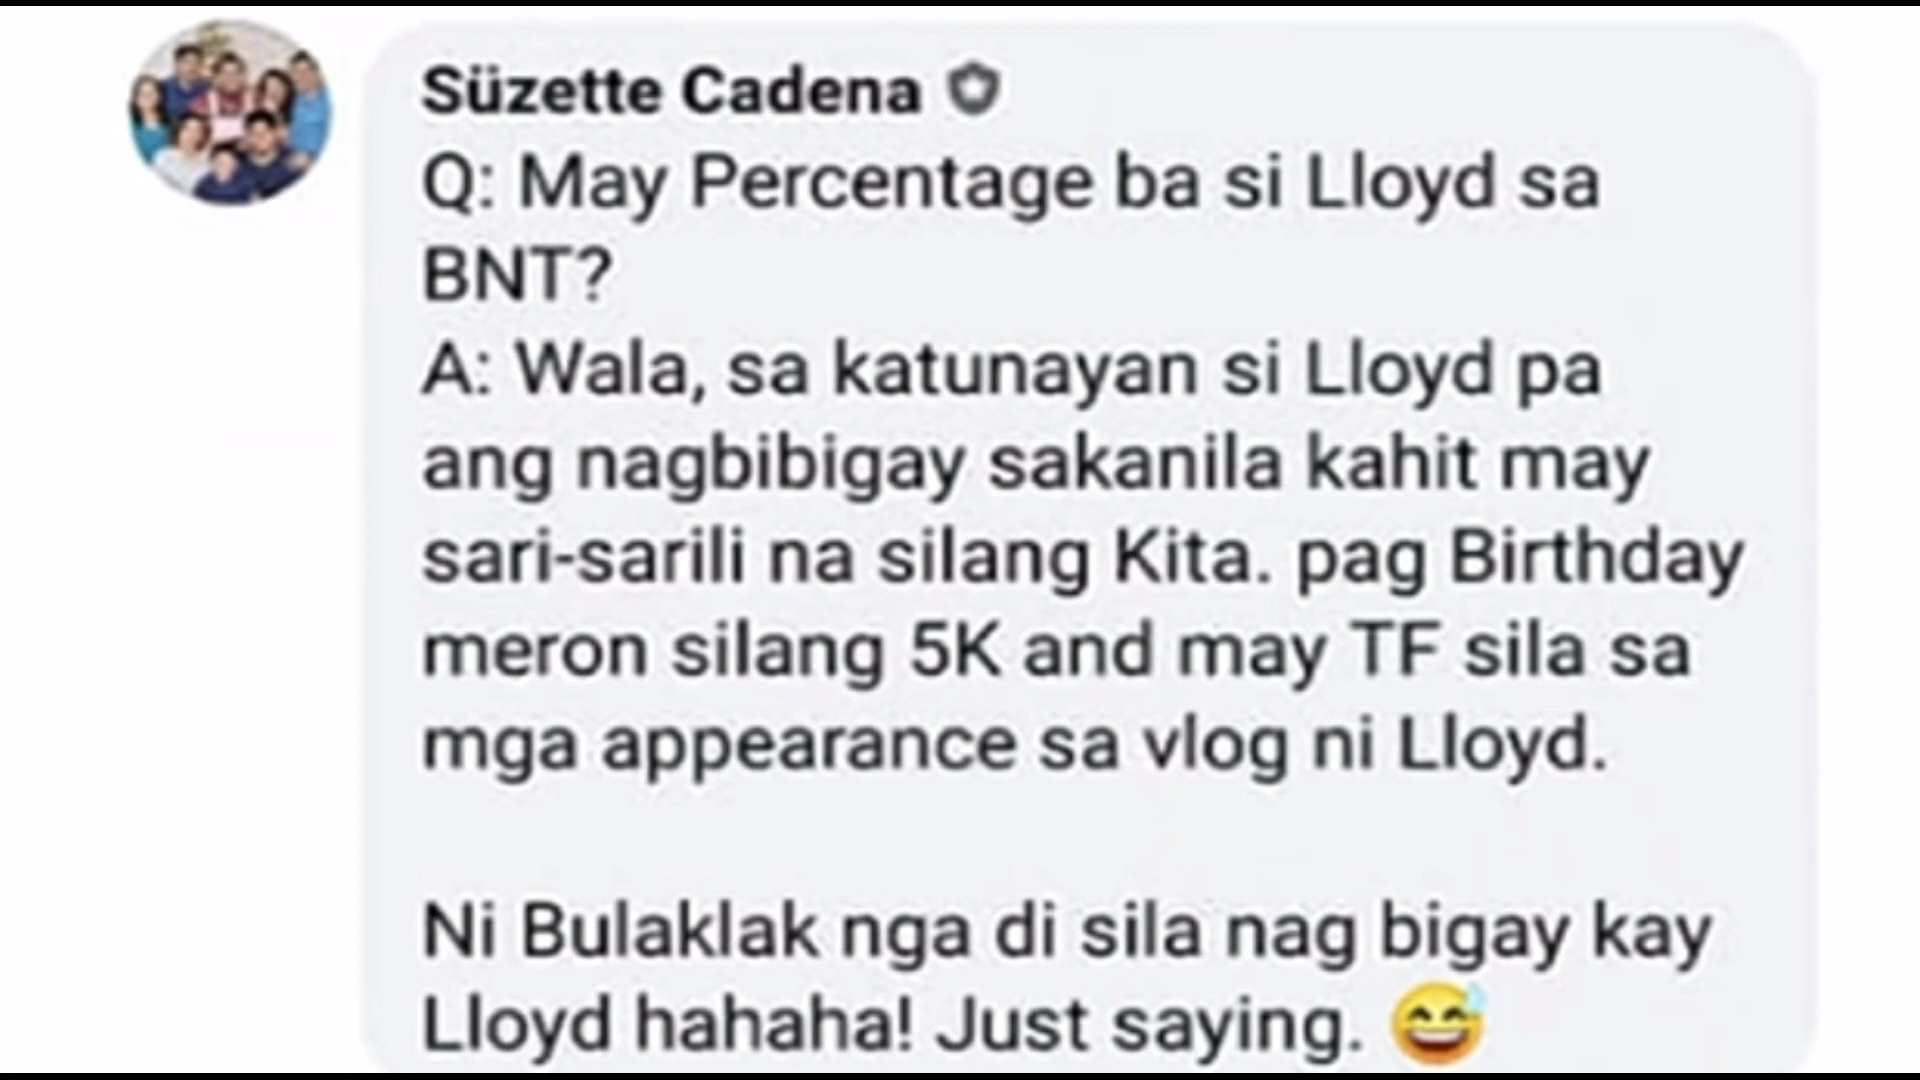 Süzette Cadena
Q: May Percentage ba si Lloyd sa
BNT?
A: Wala, sa katunayan si Lloyd pa
ang nagbibigay sakanila kahit may
sari-sarili na silang Kita. pag Birthday
meron silang 5K and may TF sila sa
mga appearance sa vlog ni Lloyd.
Ni Bulaklak nga di sila nag bigay kay
Lloyd hahaha! Just saying. 😅